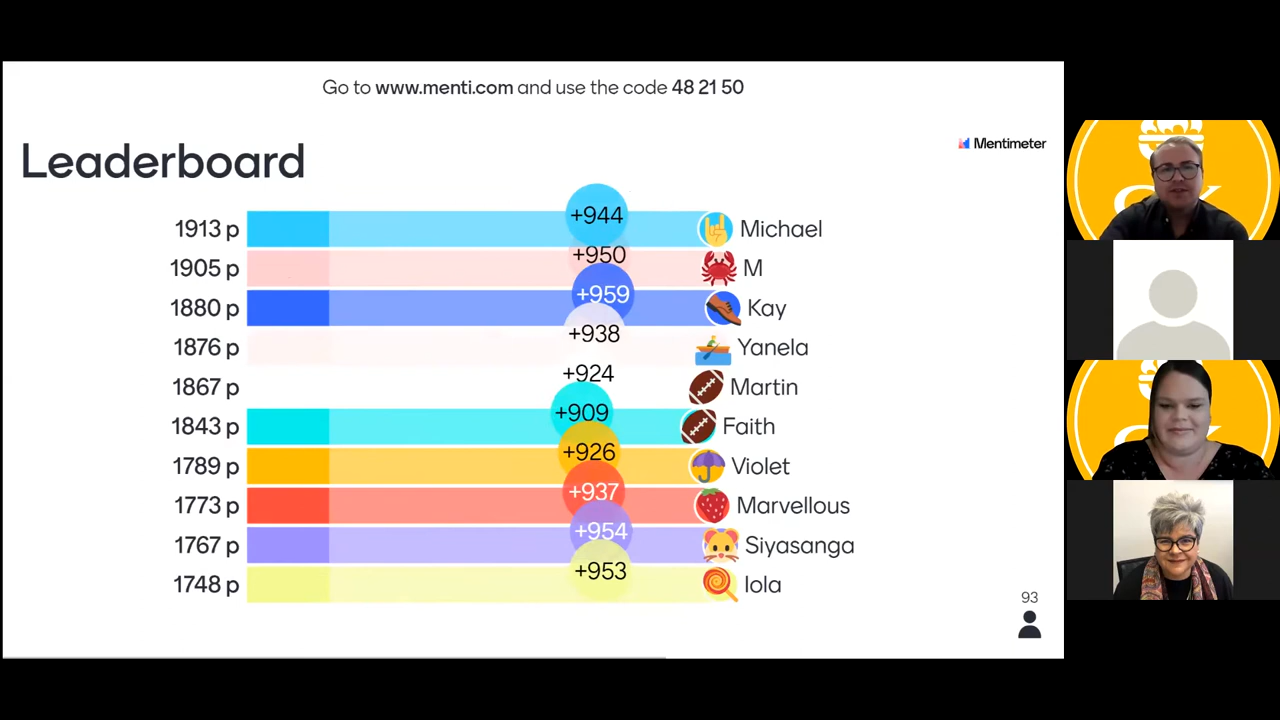 Go to www.menti.com and use the code 48 21 50
Leaderboard
Mentimeter
1913 p +944 Michael
1905 p +950 M
1880 p +959 Kay
1876 p +938 Yanela
1867 p +924 Martin
1843 p +909 Faith
1789 p +926 Violet
1773 p +937 Marvellous
1767 p +954 Siyasanga
1748 p +953 Iola
93